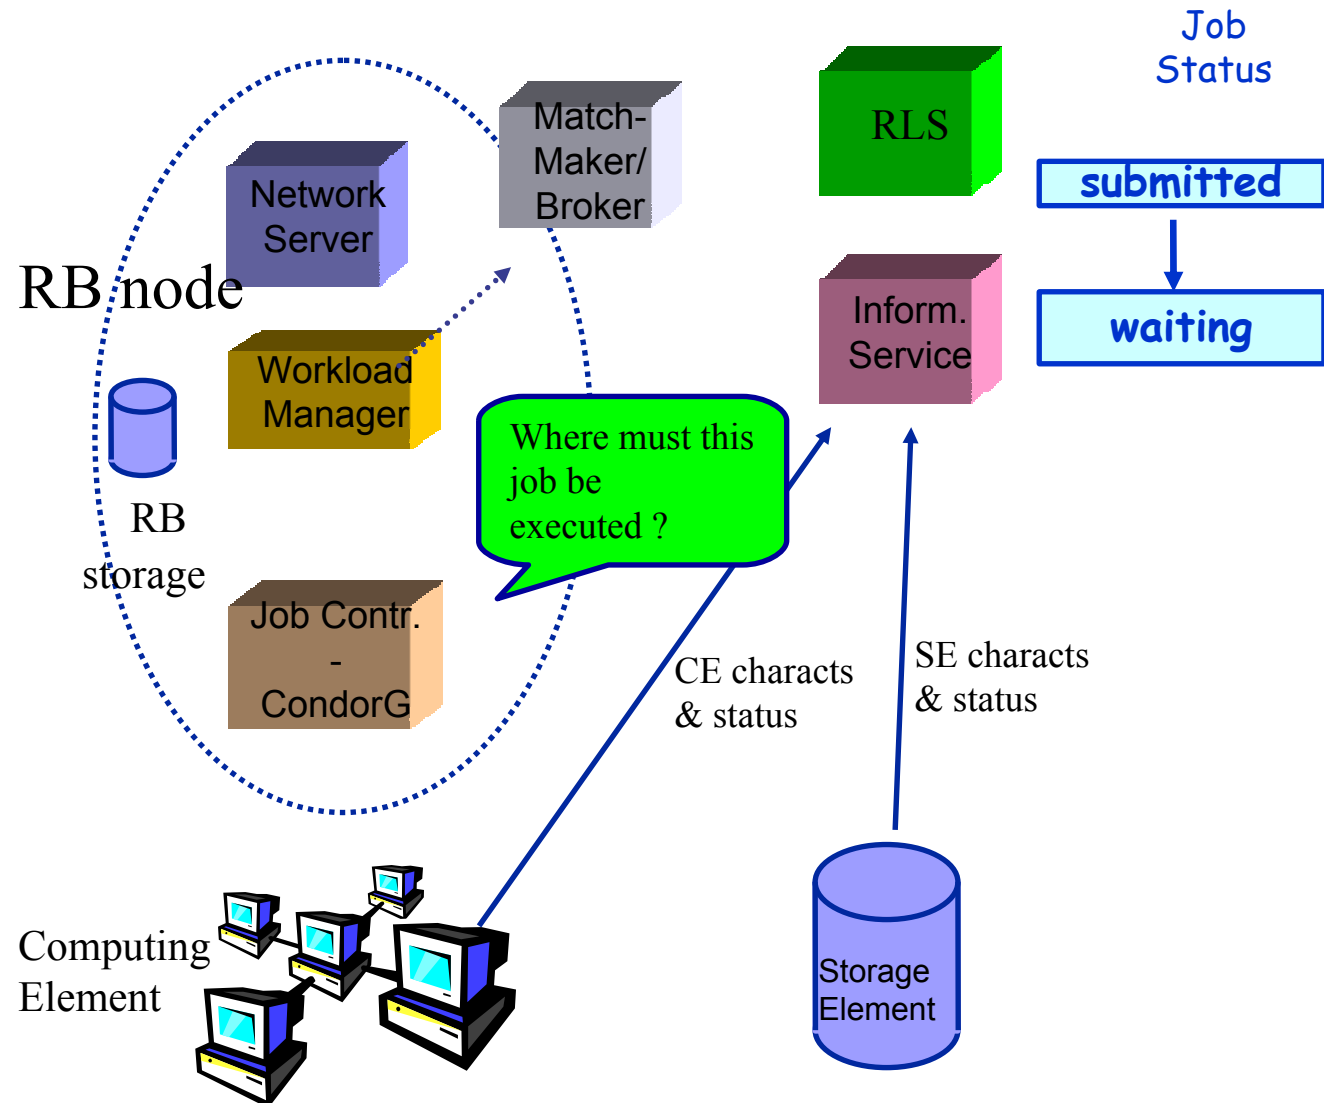 Job
Status
Match-
Maker/
Broker
RLS
Network
Server
submitted
RB node
Inform.
Service
waiting
Workload
Manager
Where must this
job be
executed ?
RB
storage
Job Contr.
-
CondorG
CE characts
& status
SE characts
& status
Computing
Element
Storage
Element